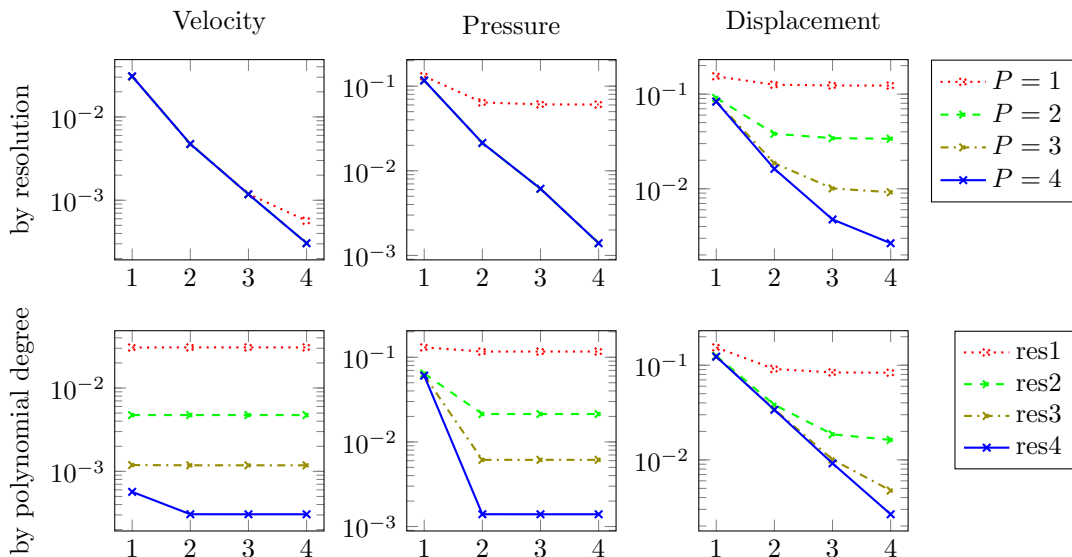 Velocity
Pressure
Displacement
by resolution
10^{-2}
10^{-3}
1 2 3 4
10^{-1}
10^{-2}
10^{-3}
1 2 3 4
10^{-1}
10^{-2}
1 2 3 4
P = 1
P = 2
P = 3
P = 4
by polynomial degree
10^{-2}
10^{-3}
1 2 3 4
10^{-1}
10^{-2}
10^{-3}
1 2 3 4
10^{-1}
10^{-2}
1 2 3 4
res1
res2
res3
res4